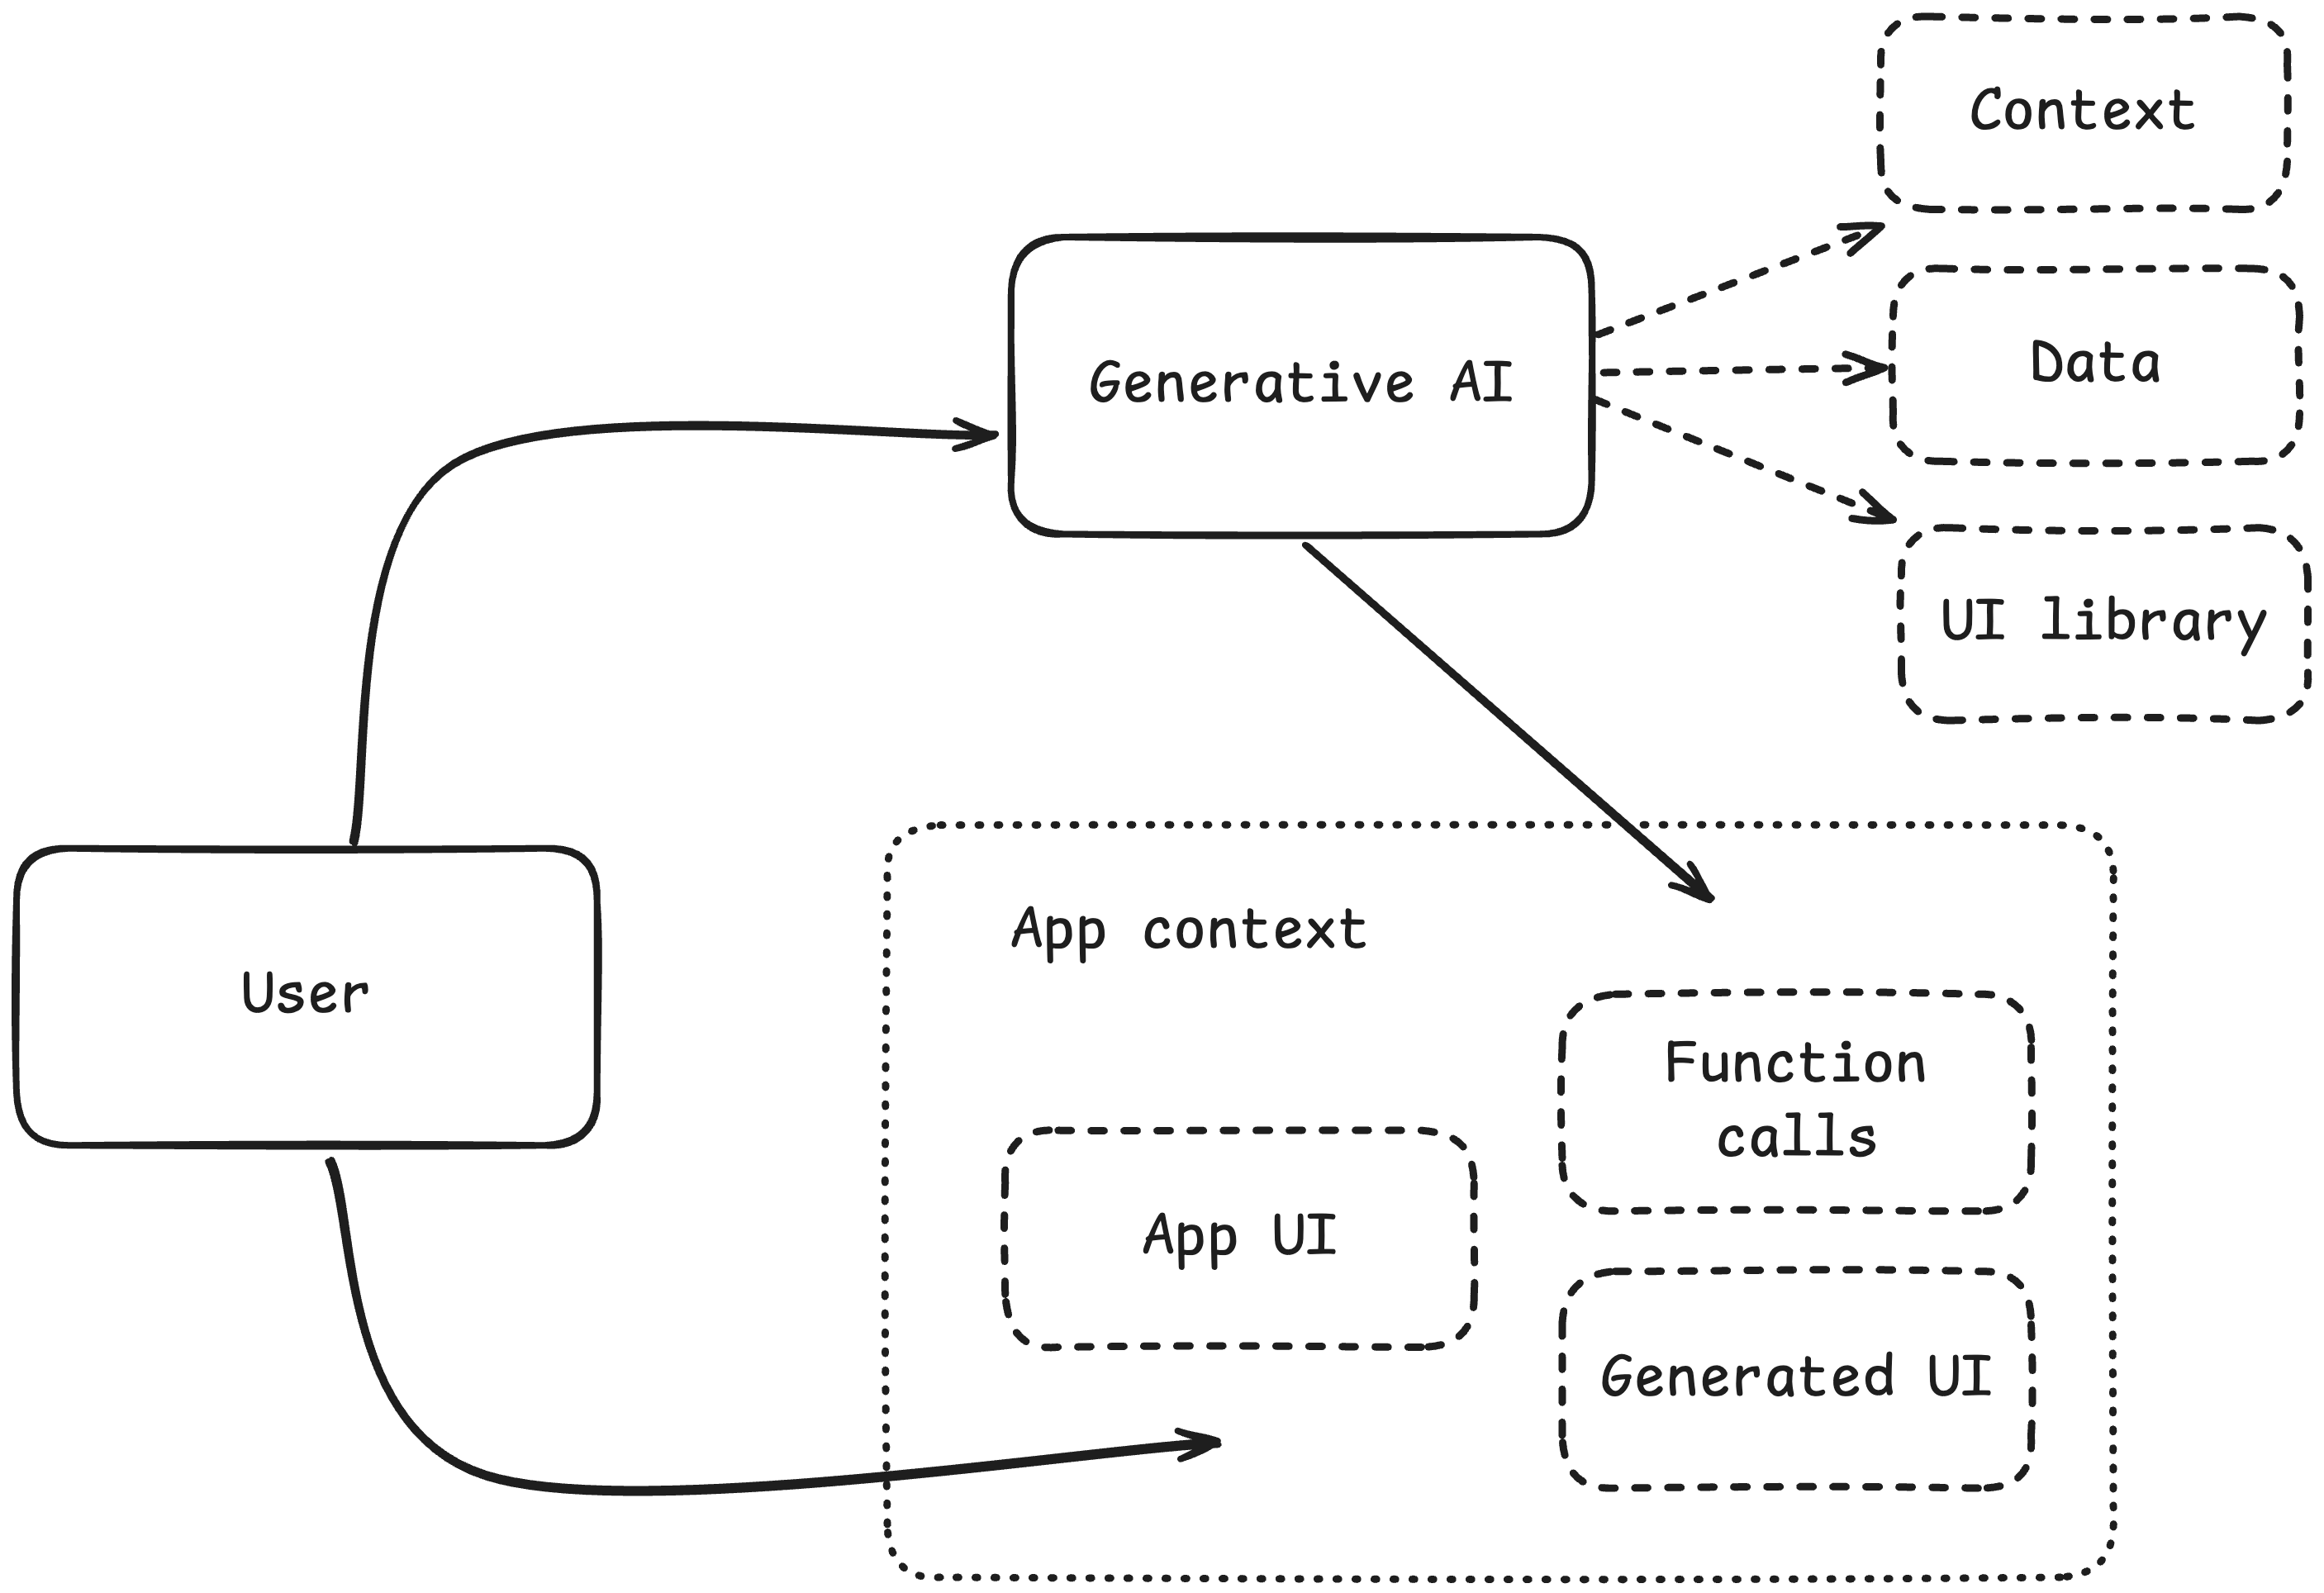 Context
Generative AI
Data
UI library
User
App context
Function
calls
App UI
Generated UI